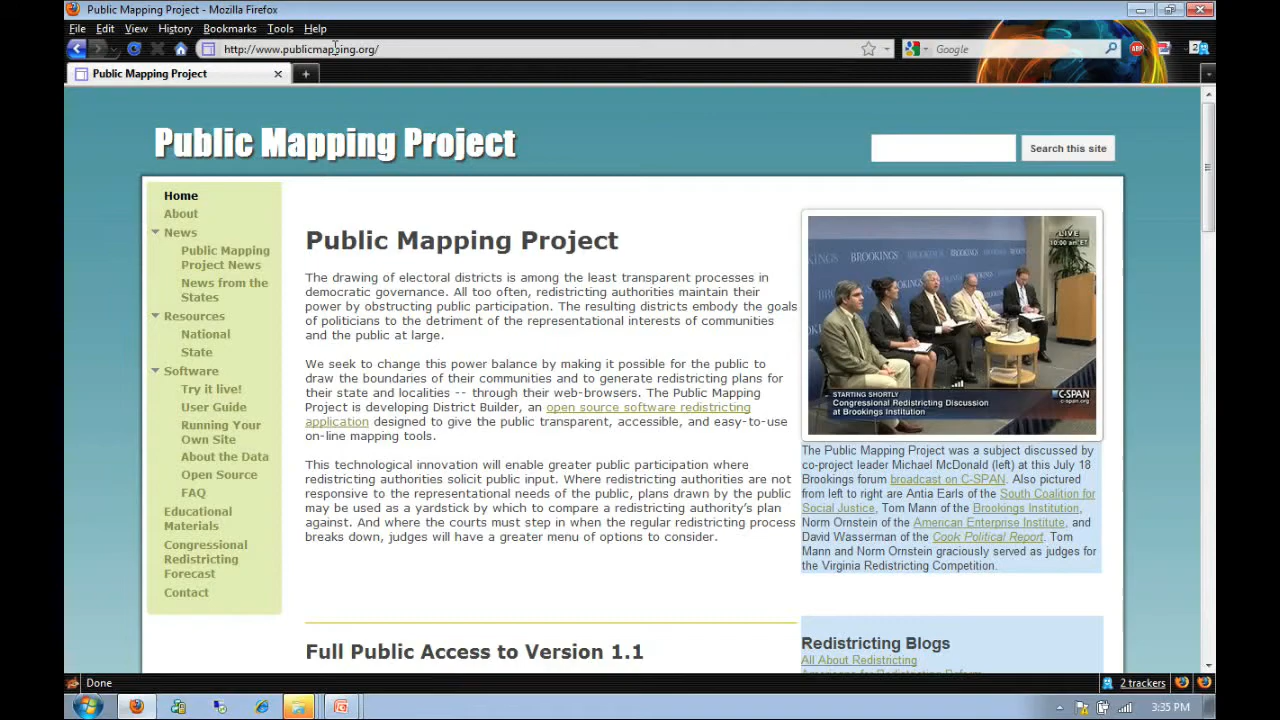 Public Mapping Project - Mozilla Firefox
File Edit View History Bookmarks Tools Help
http://www.publicmapping.org/
Google
Public Mapping Project
Public Mapping Project
Search this site
Home
About
News
Public Mapping
Project News
News from the
States
Resources
National
State
Software
Try it live!
User Guide
Running Your
Own Site
About the Data
Open Source
FAQ
Educational
Materials
Congressional
Redistricting
Forecast
Contact
Public Mapping Project
The drawing of electoral districts is among the least transparent processes in
democratic governance. All too often, redistricting authorities maintain their
power by obstructing public participation. The resulting districts embody the goals
of politicians to the detriment of the representational interests of communities
and the public at large.
We seek to change this power balance by making it possible for the public to
draw the boundaries of their communities and to generate redistricting plans for
their state and localities -- through their web-browsers. The Public Mapping
Project is developing District Builder, an open source software redistricting
application designed to give the public transparent, accessible, and easy-to-use
on-line mapping tools.
This technological innovation will enable greater public participation where
redistricting authorities solicit public input. Where redistricting authorities are not
responsive to the representational needs of the public, plans drawn by the public
may be used as a yardstick by which to compare a redistricting authority's plan
against. And where the courts must step in when the regular redistricting process
breaks down, judges will have a greater menu of options to consider.
Full Public Access to Version 1.1
LIVE
10:00 am ET
BROOKINGS
BROOKINGS
STARTING SHORTLY
Congressional Redistricting Discussion
at Brookings Institution
C-SPAN
c-span.org
The Public Mapping Project was a subject discussed by
co-project leader Michael McDonald (left) at this July 18
Brookings forum broadcast on C-SPAN. Also pictured
from left to right are Antia Earls of the South Coalition for
Social Justice, Tom Mann of the Brookings Institution,
Norm Ornstein of the American Enterprise Institute, and
David Wasserman of the Cook Political Report. Tom
Mann and Norm Ornstein graciously served as judges for
the Virginia Redistricting Competition.
Redistricting Blogs
All About Redistricting
Done
2 trackers
3:35 PM